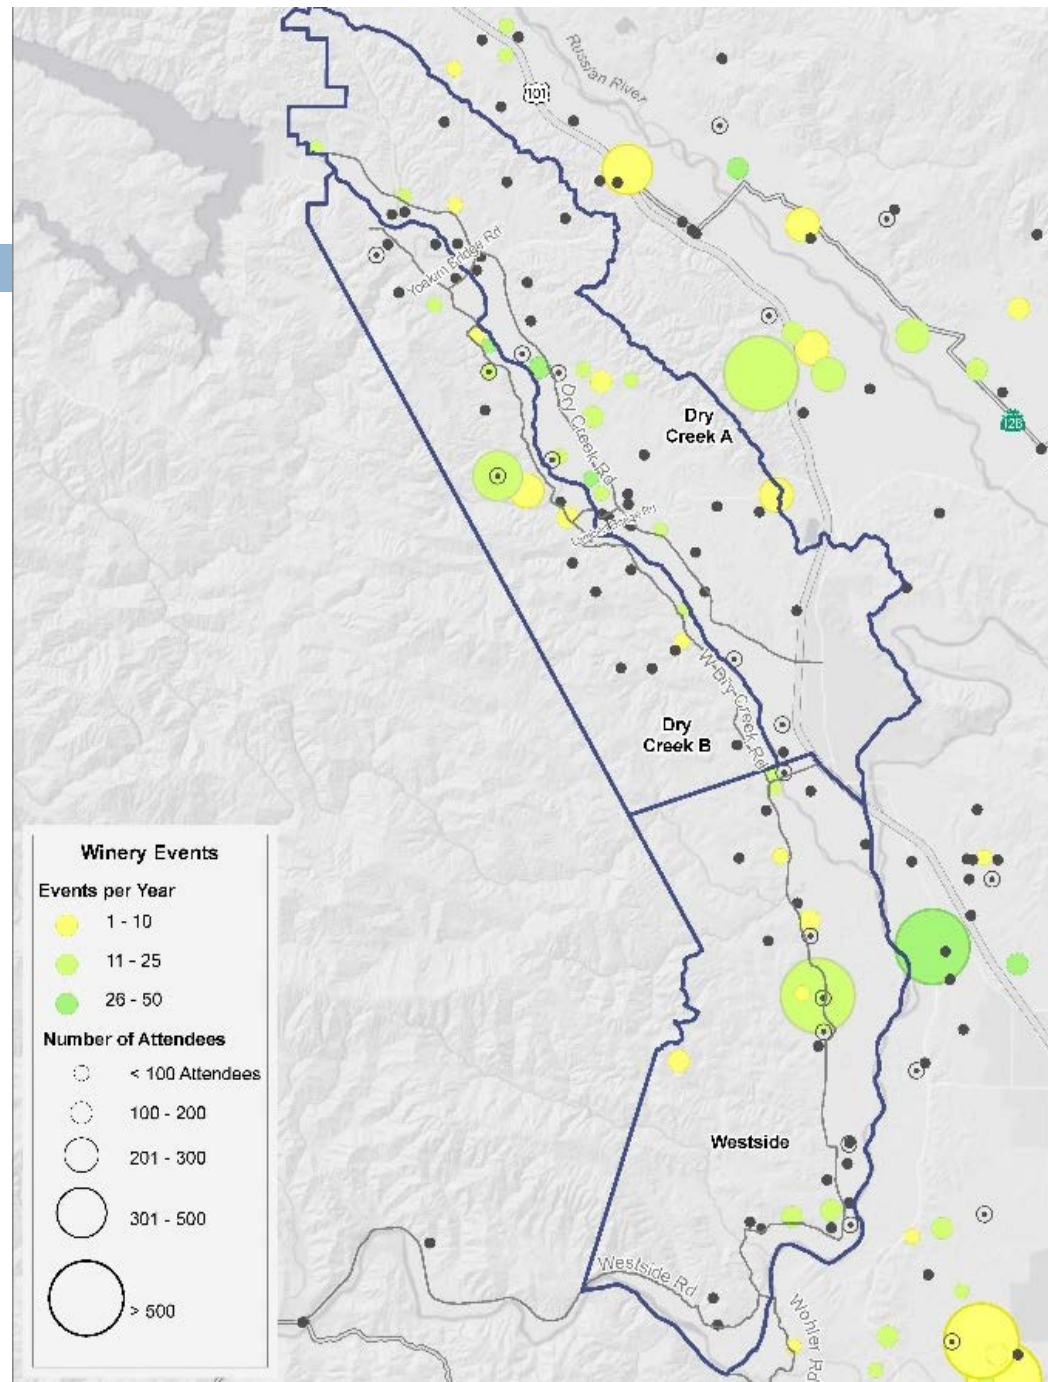 Russian River
101
Yoakim Bridge Rd
Dry
Creek A
128
Dry Creek Rd
Dry
Creek B
W Dry Creek Rd
Winery Events
Events per Year
1 - 10
11 - 25
26 - 50
Number of Attendees
< 100 Attendees
100 - 200
201 - 300
301 - 500
> 500
Westside
Westside Rd
Wohler Rd